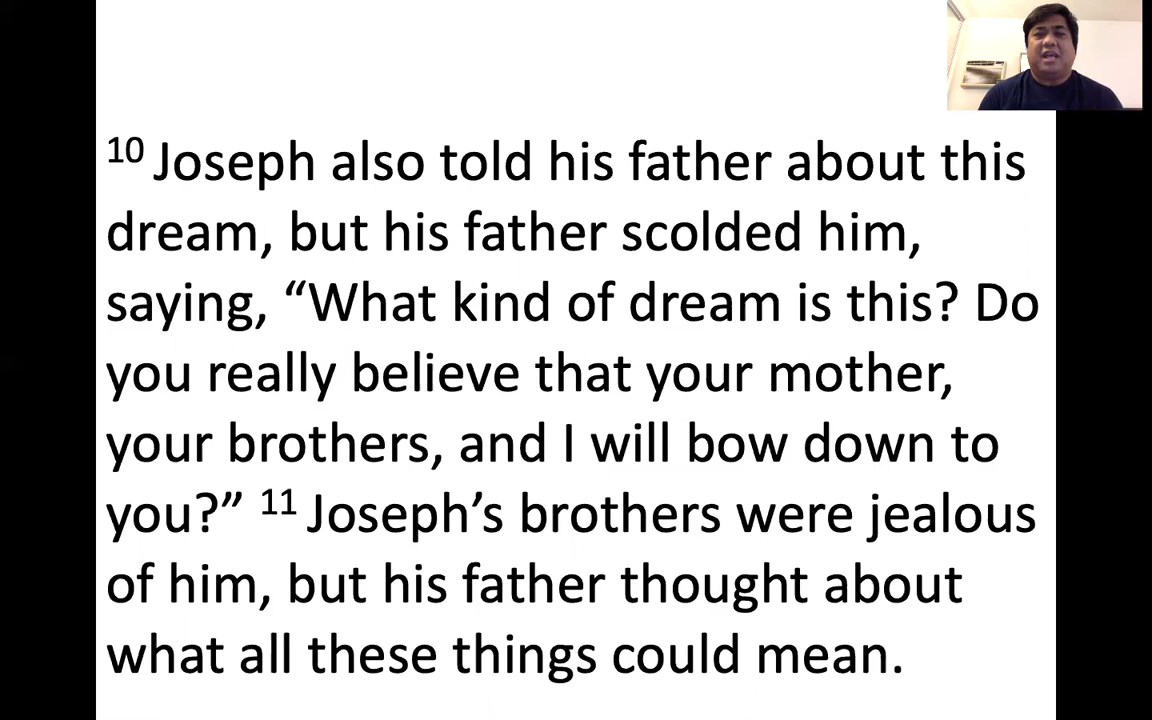 10 Joseph also told his father about this
dream, but his father scolded him,
saying, “What kind of dream is this? Do
you really believe that your mother,
your brothers, and I will bow down to
you?” 11 Joseph’s brothers were jealous
of him, but his father thought about
what all these things could mean.